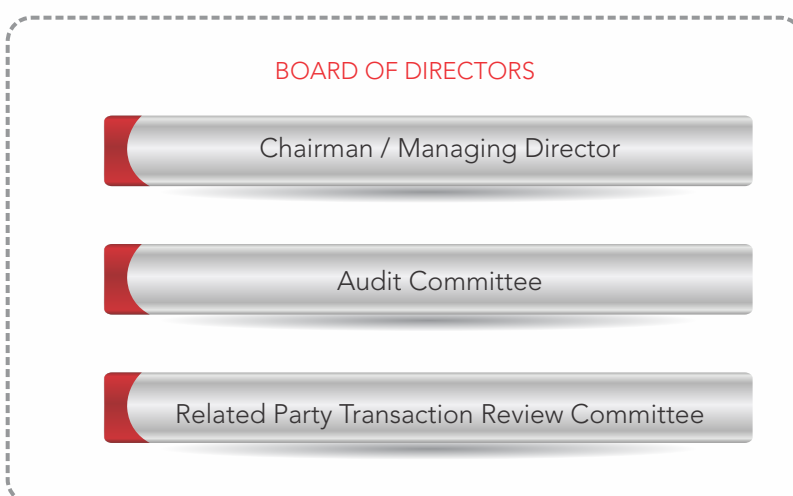 BOARD OF DIRECTORS
Chairman / Managing Director
Audit Committee
Related Party Transaction Review Committee